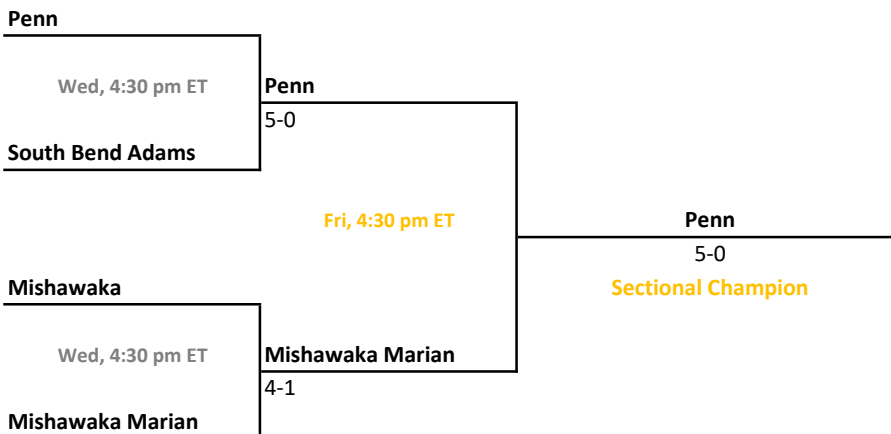 Penn
Wed, 4:30 pm ET
Penn
5-0
South Bend Adams
Fri, 4:30 pm ET
Penn
5-0
Sectional Champion
Mishawaka
Wed, 4:30 pm ET
Mishawaka Marian
4-1
Mishawaka Marian